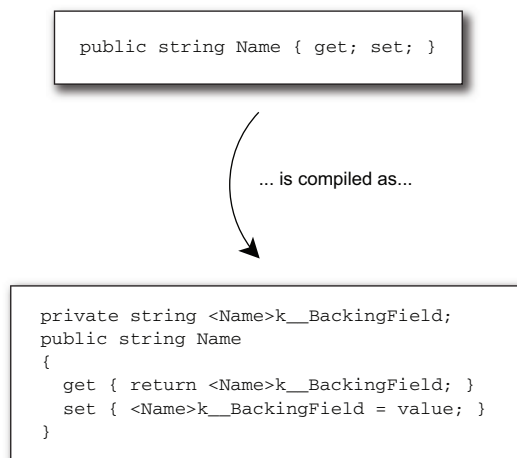 public string Name { get; set; }
... is compiled as...
private string <Name>k__BackingField;
public string Name
{
  get { return <Name>k__BackingField; }
  set { <Name>k__BackingField = value; }
}